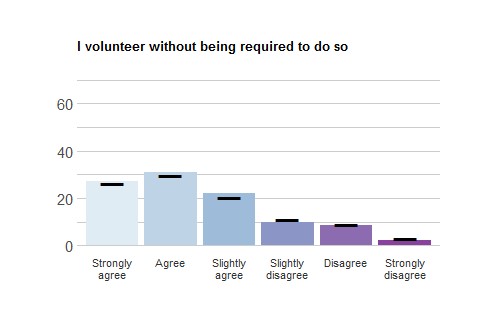 I volunteer without being required to do so
60
40
20
0
Strongly agree
Agree
Slightly agree
Slightly disagree
Disagree
Strongly disagree